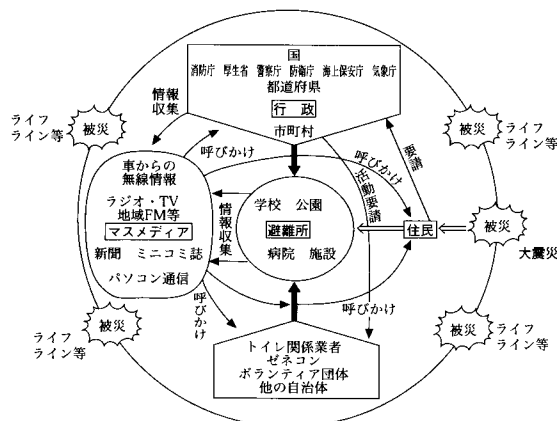 国
消防庁 厚生省 警察庁 防衛庁 海上保安庁 気象庁
都道府県
行政
市町村
情報
収集
呼びかけ
呼びかけ
活動要請
要請
ライフ
ライン等
被災
被災
ライフ
ライン等
車からの
無線情報
ラジオ・TV
地域FM等
マスメディア
新聞 ミニコミ誌
パソコン通信
情報収集
学校 公園
避難所
病院 施設
住民
被災
大震災
呼びかけ
呼びかけ
ライフ
ライン等
被災
被災
ライフ
ライン等
トイレ関係業者
ゼネコン
ボランティア団体
他の自治体